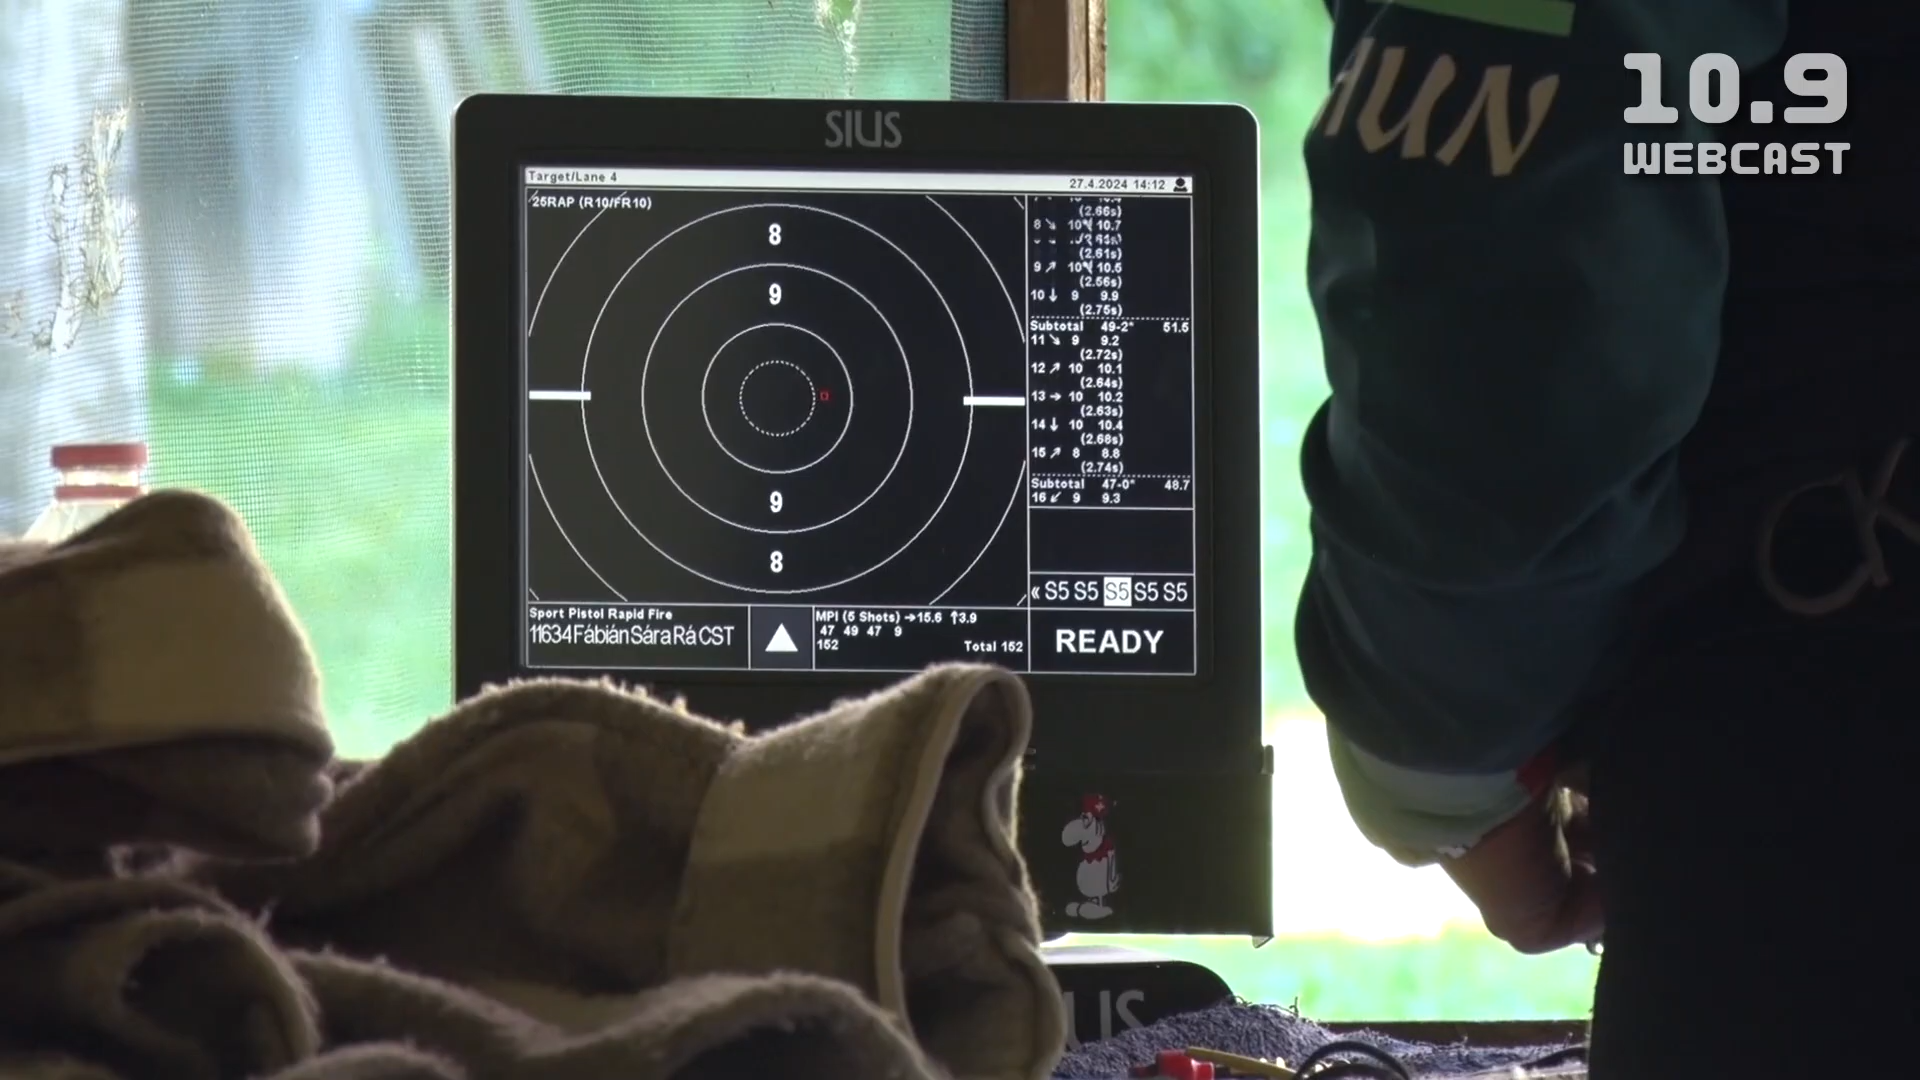 10.9
WEBCAST
HUN
SIUS
Target/Lane 4
27.4.2024 14:12
25RAP (R10/FR10)
8
9
9
8
(2.66s)
8 ↘ 10* 10.7
(2.61s)
9 ↗ 10* 10.5
(2.56s)
10 ↓ 9 9.9
(2.75s)
Subtotal 49-2* 51.5
11 ↘ 9 9.2
(2.72s)
12 ↗ 10 10.1
(2.64s)
13 → 10 10.2
(2.63s)
14 ↓ 10 10.4
(2.68s)
15 ↗ 8 8.8
(2.74s)
Subtotal 47-0* 48.7
16 ↙ 9 9.3
« S5 S5 S5 S5 S5
Sport Pistol Rapid Fire
11634 Fábián Sára Rá CST
MPI (5 Shots) →15.6 ↑3.9
47 49 47 9
152
Total 152
READY